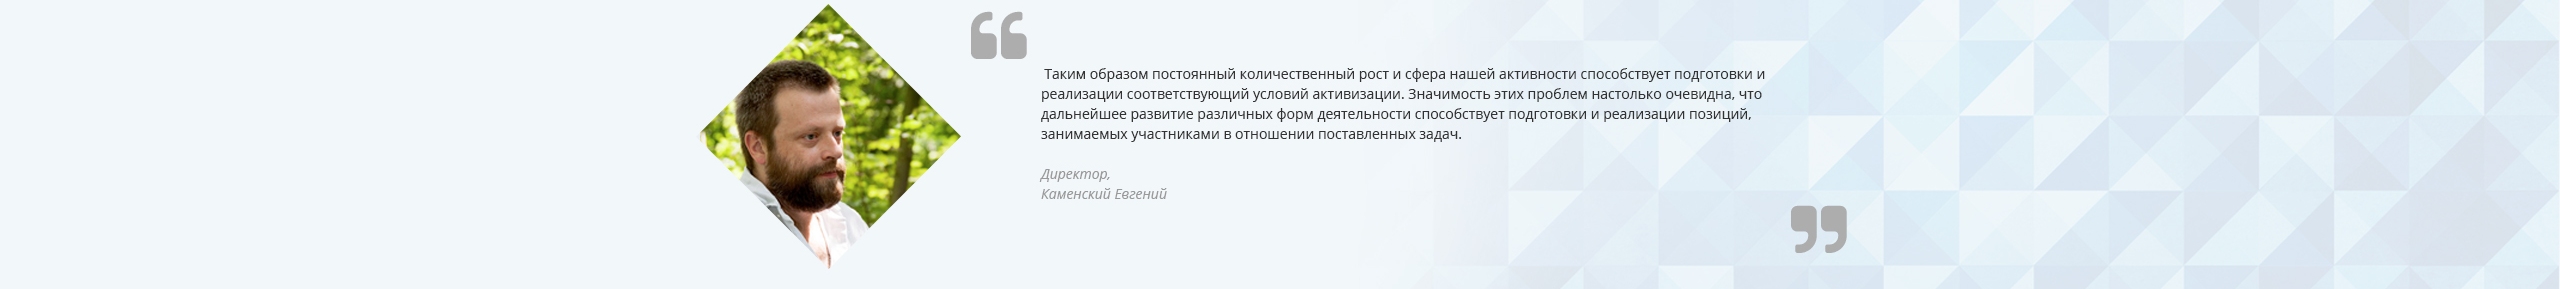 Таким образом постоянный количественный рост и сфера нашей активности способствует подготовки и
реализации соответствующий условий активизации. Значимость этих проблем настолько очевидна, что
дальнейшее развитие различных форм деятельности способствует подготовки и реализации позиций,
занимаемых участниками в отношении поставленных задач.
Директор,
Каменский Евгений